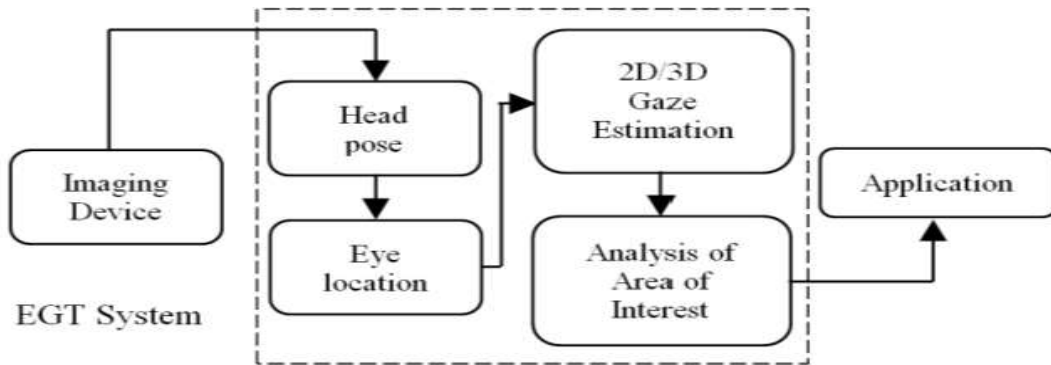 Imaging
Device
EGT System
Head
pose
Eye
location
2D/3D
Gaze
Estimation
Analysis of
Area of
Interest
Application